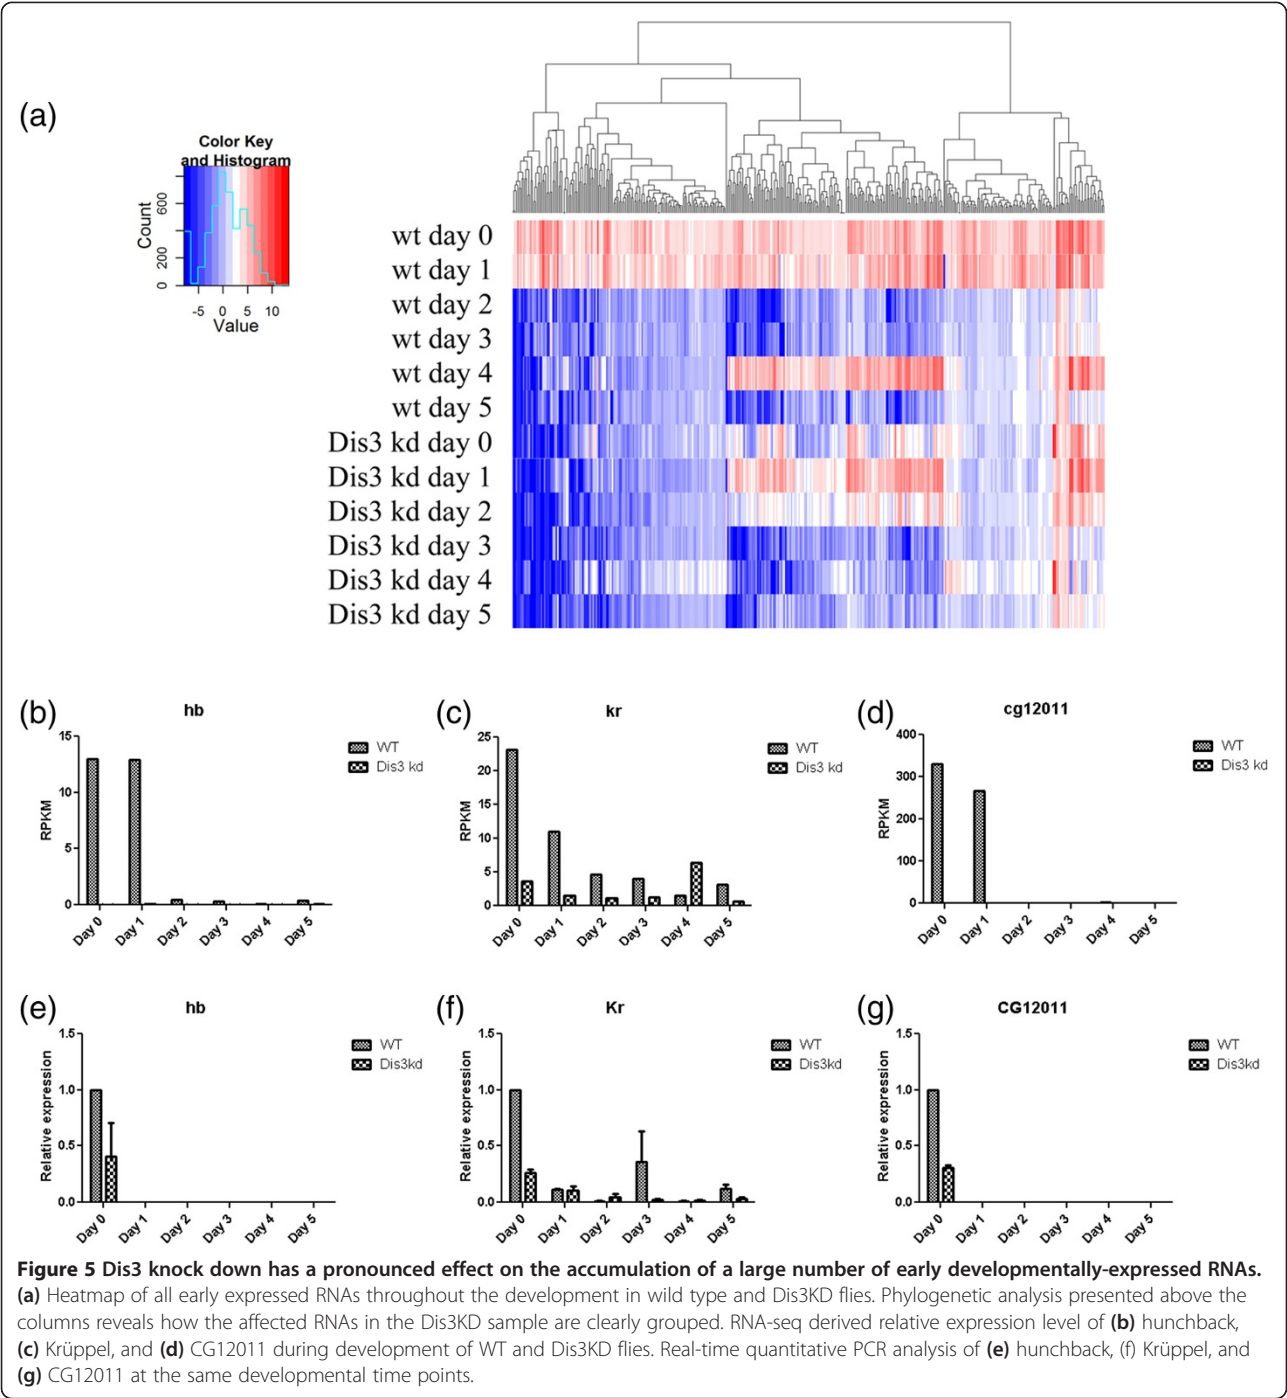 (a)
Color Key
and Histogram
Count
0 200 600
-5 0 5 10
Value
wt day 0
wt day 1
wt day 2
wt day 3
wt day 4
wt day 5
Dis3 kd day 0
Dis3 kd day 1
Dis3 kd day 2
Dis3 kd day 3
Dis3 kd day 4
Dis3 kd day 5
(b)
hb
RPKM
15
10
5
0
Day 0 Day 1 Day 2 Day 3 Day 4 Day 5
WT
Dis3 kd
(c)
kr
RPKM
25
20
15
10
5
0
Day 0 Day 1 Day 2 Day 3 Day 4 Day 5
WT
Dis3 kd
(d)
cg12011
RPKM
400
300
200
100
0
Day 0 Day 1 Day 2 Day 3 Day 4 Day 5
WT
Dis3 kd
(e)
hb
Relative expression
1.5
1.0
0.5
0.0
Day 0 Day 1 Day 2 Day 3 Day 4 Day 5
WT
Dis3kd
(f)
Kr
Relative expression
1.5
1.0
0.5
0.0
Day 0 Day 1 Day 2 Day 3 Day 4 Day 5
WT
Dis3kd
(g)
CG12011
Relative expression
1.5
1.0
0.5
0.0
Day 0 Day 1 Day 2 Day 3 Day 4 Day 5
WT
Dis3kd
Figure 5 Dis3 knock down has a pronounced effect on the accumulation of a large number of early developmentally-expressed RNAs.
(a) Heatmap of all early expressed RNAs throughout the development in wild type and Dis3KD flies. Phylogenetic analysis presented above the
columns reveals how the affected RNAs in the Dis3KD sample are clearly grouped. RNA-seq derived relative expression level of (b) hunchback,
(c) Krüppel, and (d) CG12011 during development of WT and Dis3KD flies. Real-time quantitative PCR analysis of (e) hunchback, (f) Krüppel, and
(g) CG12011 at the same developmental time points.